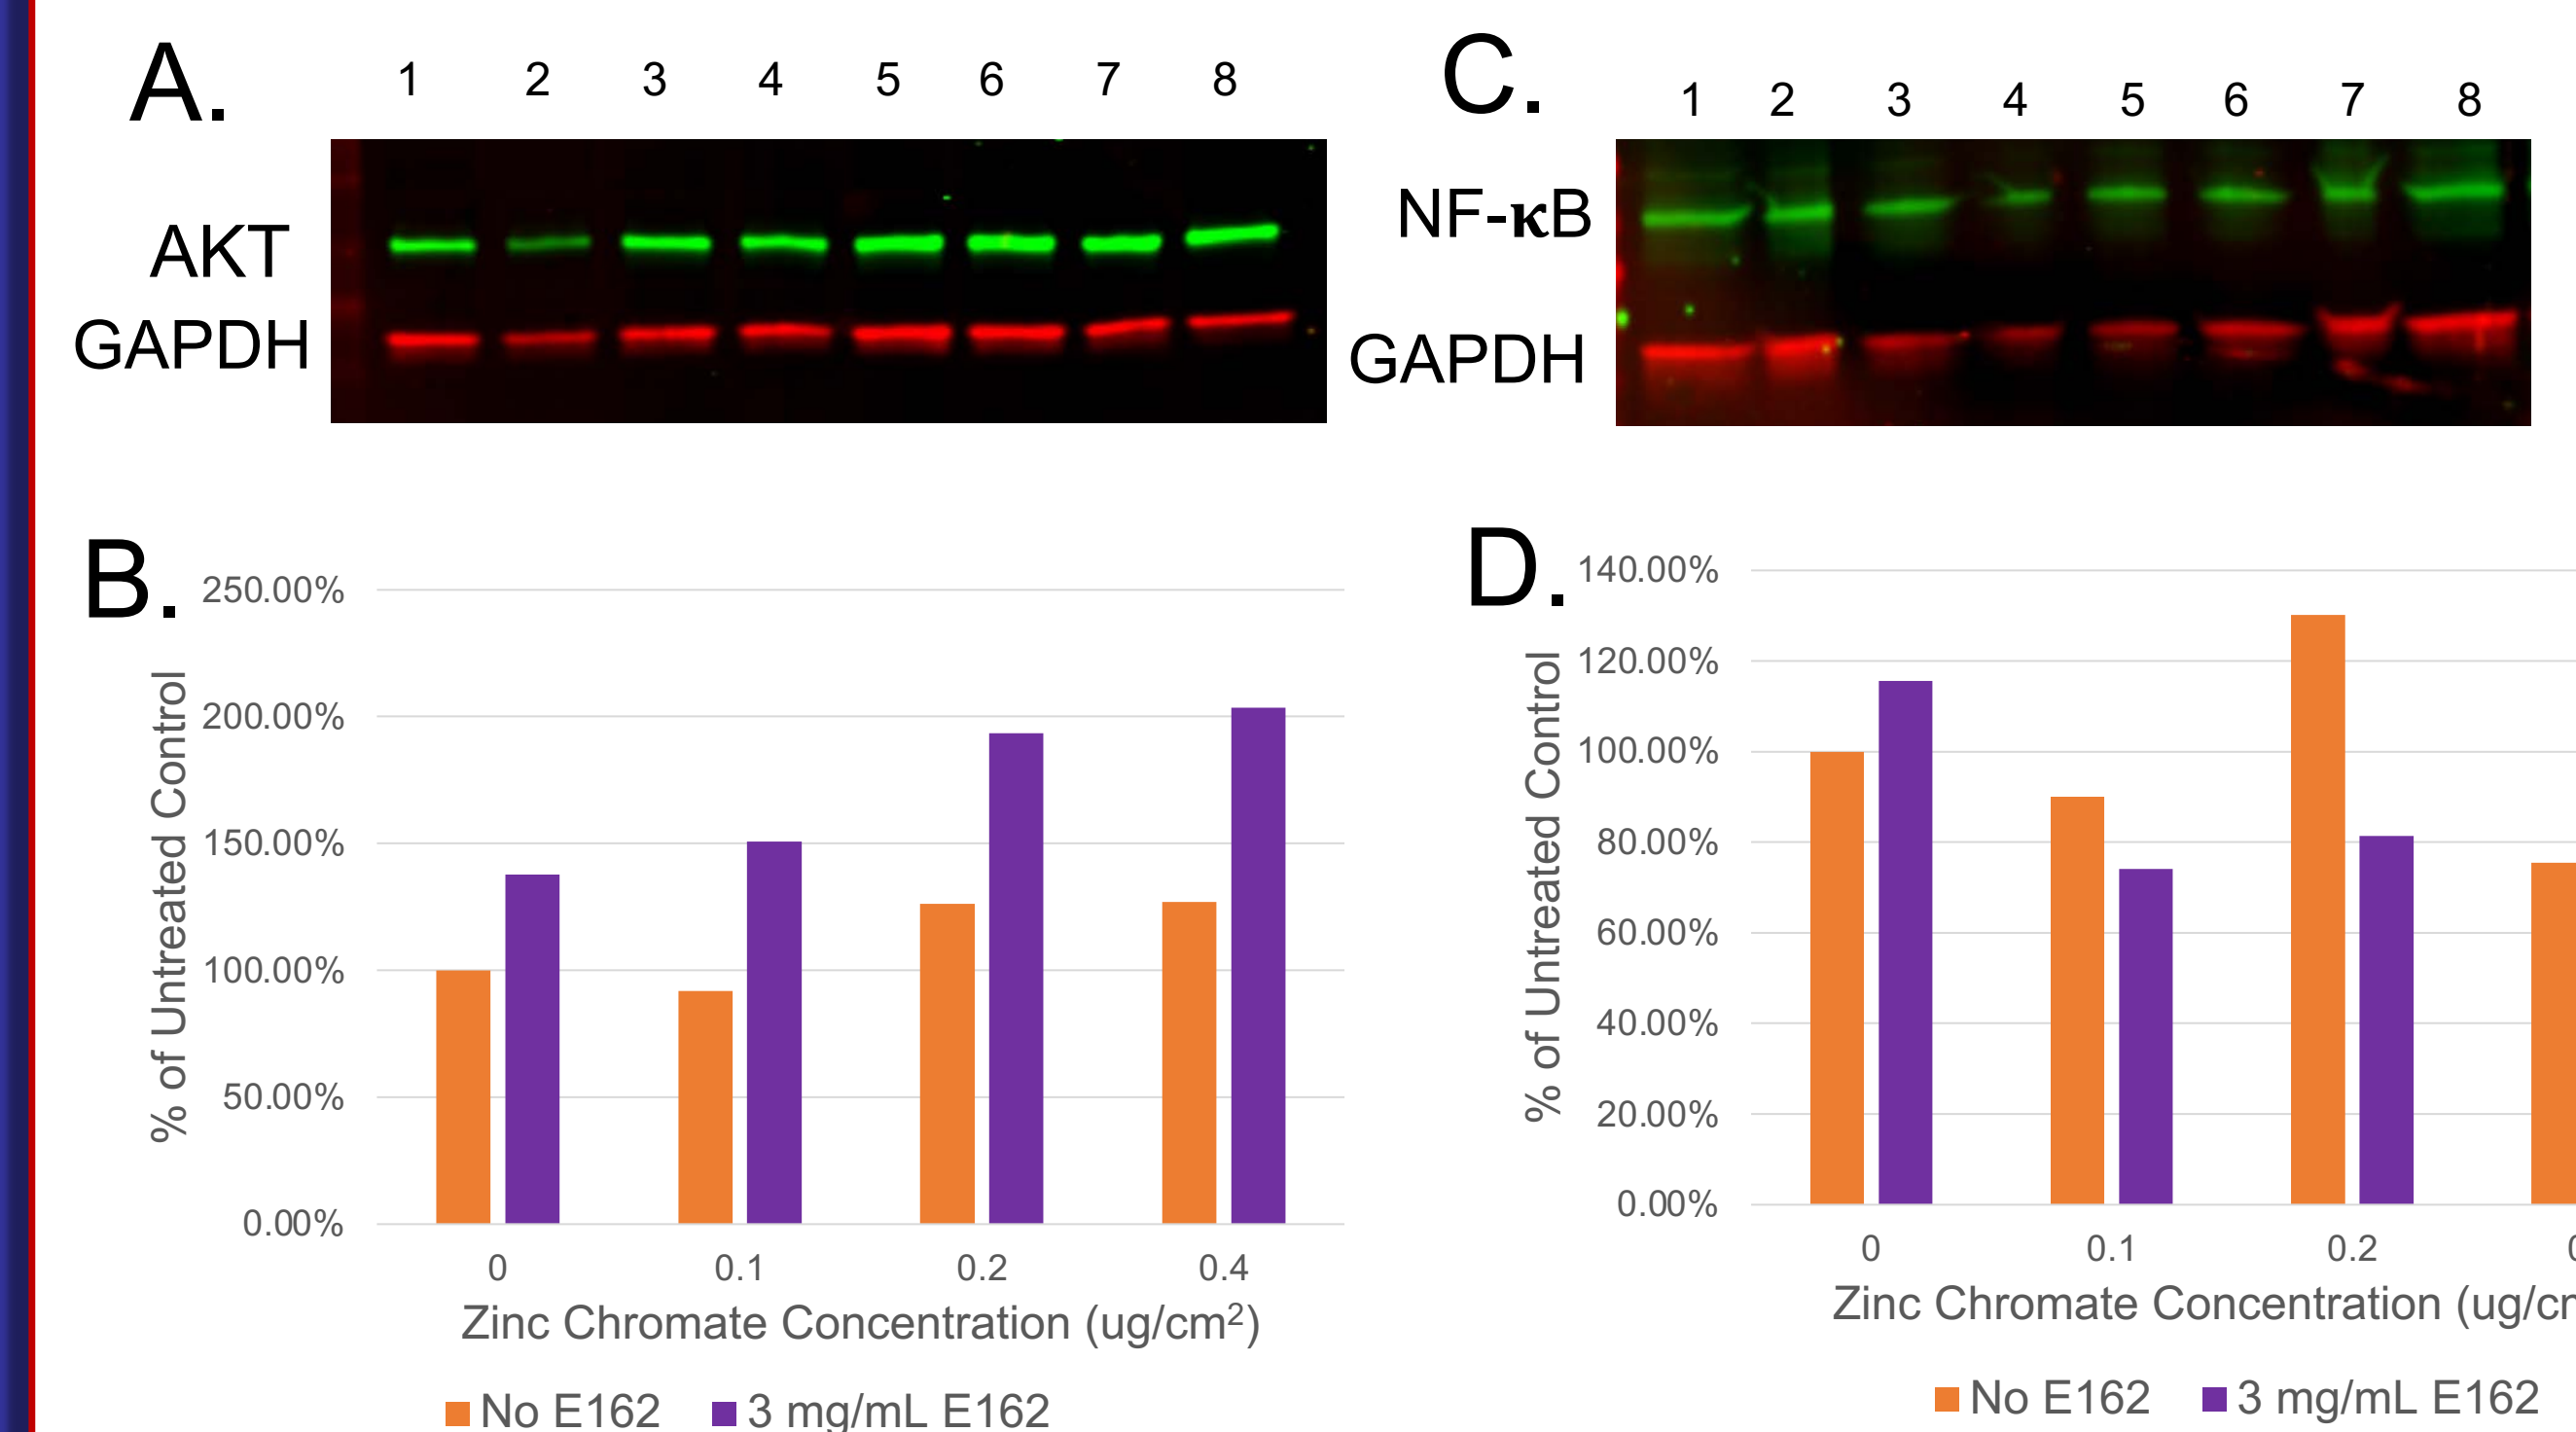 A.
1 2 3 4 5 6 7 8
AKT
GAPDH
C.
1 2 3 4 5 6 7 8
NF-κB
GAPDH
B.
250.00%
200.00%
150.00%
100.00%
50.00%
0.00%
% of Untreated Control
0 0.1 0.2 0.4
Zinc Chromate Concentration (ug/cm²)
No E162 3 mg/mL E162
D.
140.00%
120.00%
100.00%
80.00%
60.00%
40.00%
20.00%
0.00%
% of Untreated Control
0 0.1 0.2
Zinc Chromate Concentration
No E162 3 mg/mL E162